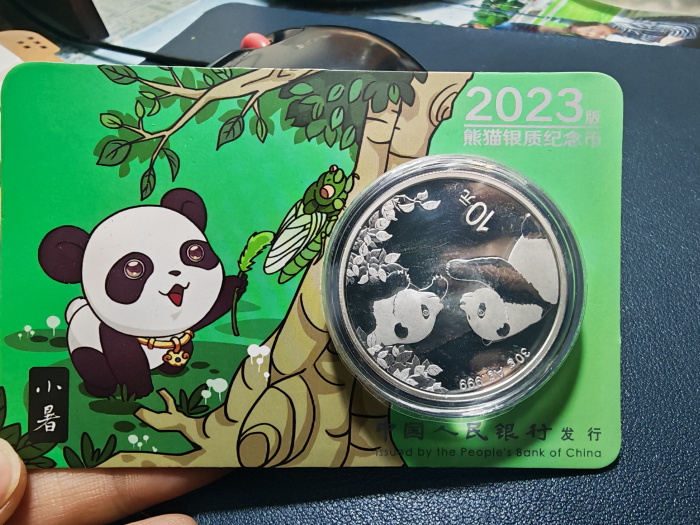 2023版
熊猫银质纪念币
10元
30g Ag.999
小暑
中国人民银行 发行
Issued by the People's Bank of China